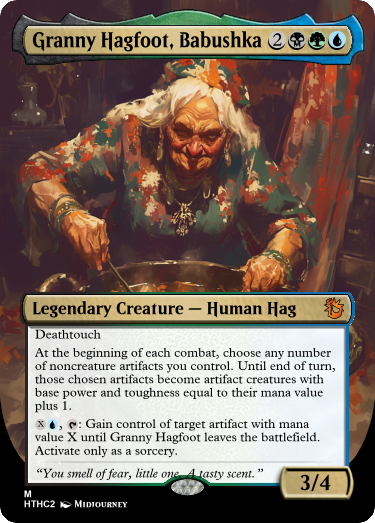 Granny Hagfoot, Babushka 2
Legendary Creature — Human Hag
Deathtouch
At the beginning of each combat, choose any number
of noncreature artifacts you control. Until end of turn,
those chosen artifacts become artifact creatures with
base power and toughness equal to their mana value
plus 1.
X, : Gain control of target artifact with mana
value X until Granny Hagfoot leaves the battlefield.
Activate only as a sorcery.
“You smell of fear, little one. A tasty scent.”
3/4
M
HTHC2 Midjourney